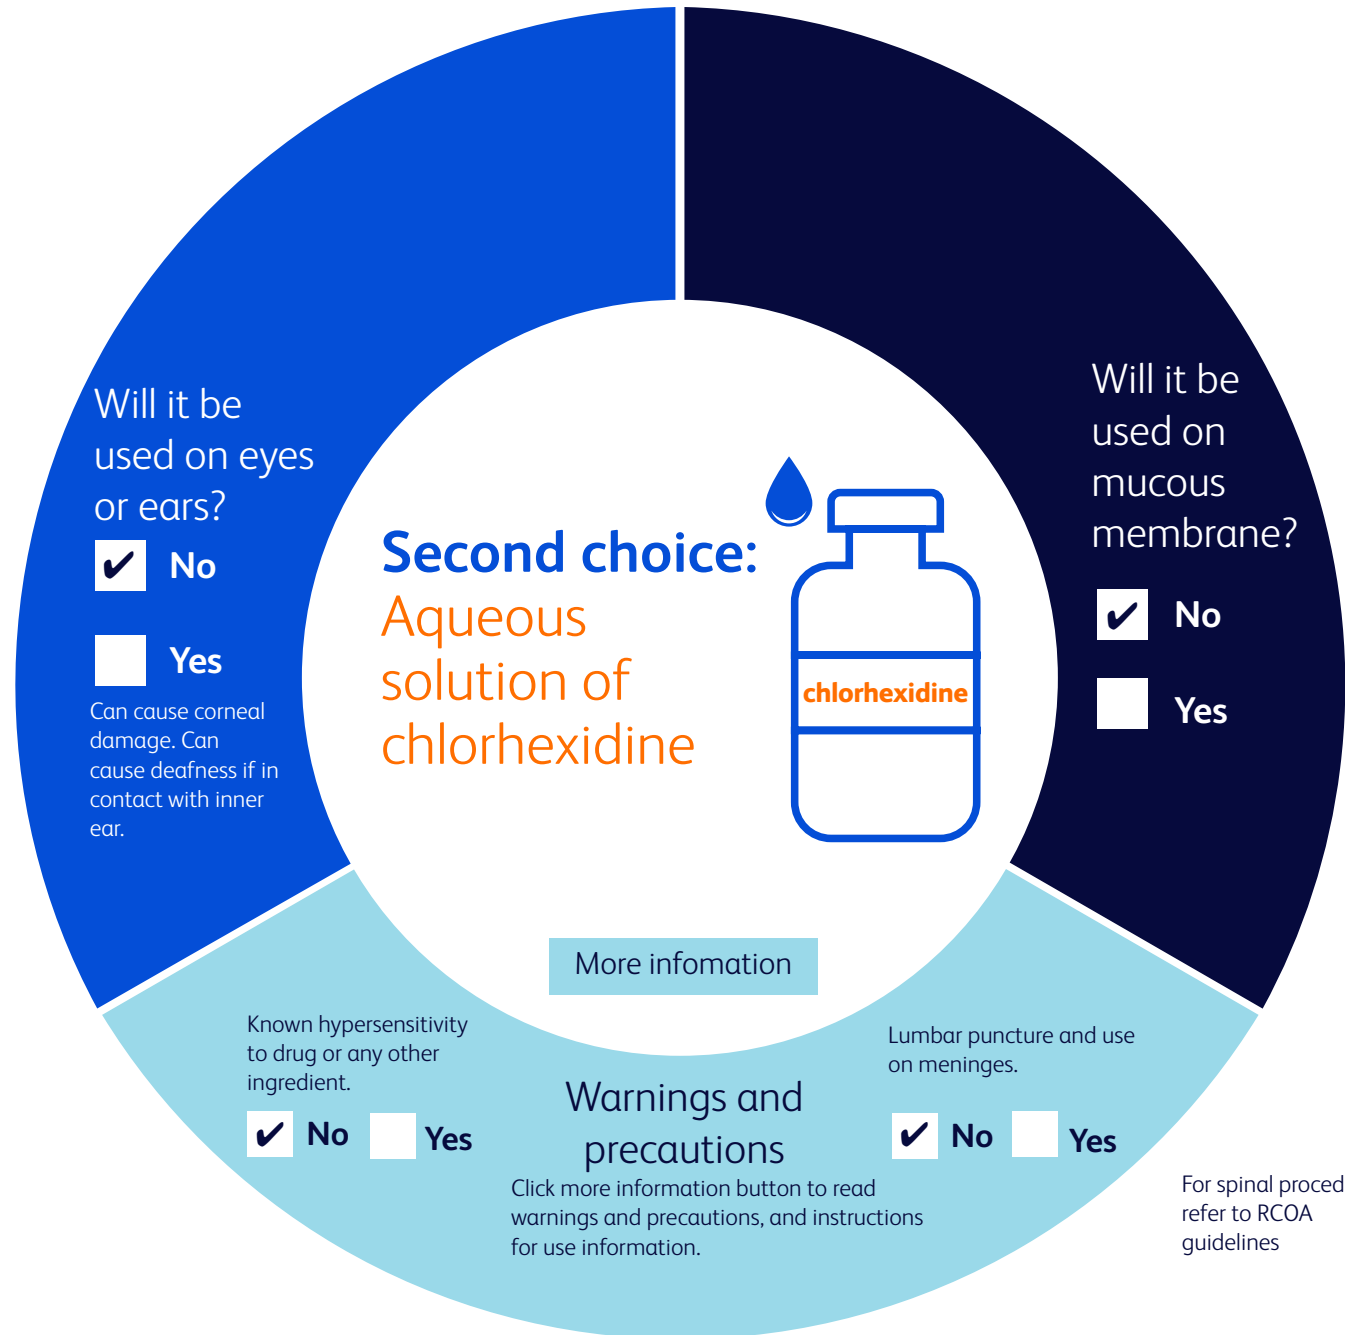 Will it be
used on eyes
or ears?
✔ No
Yes
Can cause corneal
damage. Can
cause deafness if in
contact with inner
ear.
Second choice:
Aqueous
solution of
chlorhexidine
chlorhexidine
Will it be
used on
mucous
membrane?
✔ No
Yes
More infomation
Known hypersensitivity
to drug or any other
ingredient.
✔ No Yes
Warnings and
precautions
Click more information button to read
warnings and precautions, and instructions
for use information.
Lumbar puncture and use
on meninges.
✔ No Yes
For spinal proced
refer to RCOA
guidelines